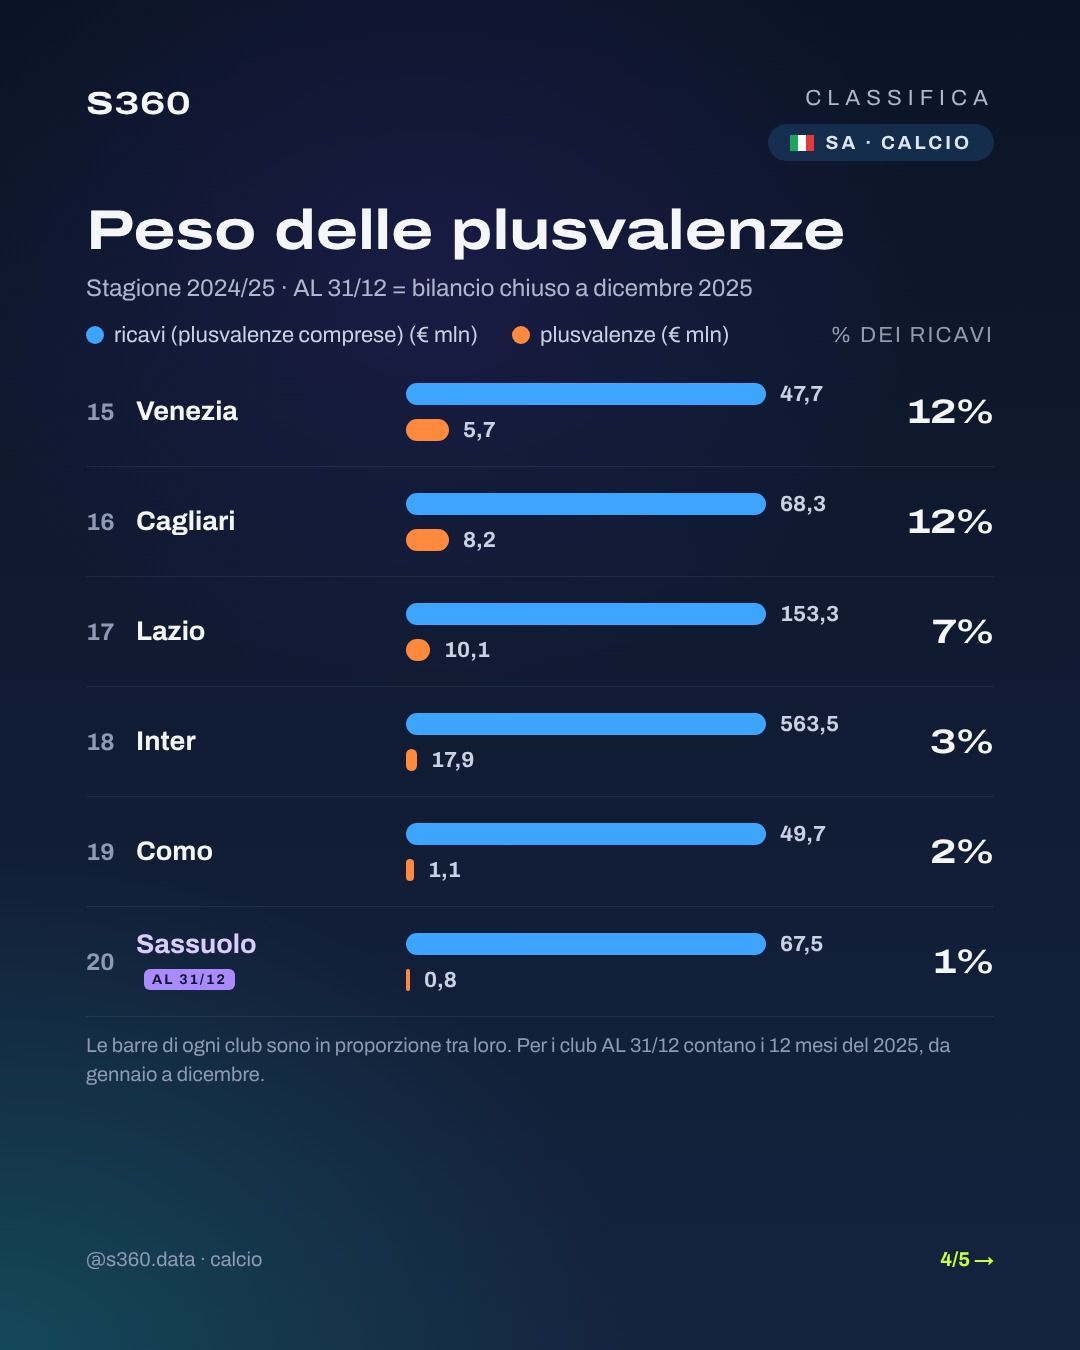 S360
CLASSIFICA
SA · CALCIO
Peso delle plusvalenze
Stagione 2024/25 · AL 31/12 = bilancio chiuso a dicembre 2025
ricavi (plusvalenze comprese) (€ mln) plusvalenze (€ mln) % DEI RICAVI
15 Venezia 47,7 12%
5,7
16 Cagliari 68,3 12%
8,2
17 Lazio 153,3 7%
10,1
18 Inter 563,5 3%
17,9
19 Como 49,7 2%
1,1
20 Sassuolo 67,5 1%
AL 31/12 0,8
Le barre di ogni club sono in proporzione tra loro. Per i club AL 31/12 contano i 12 mesi del 2025, da
gennaio a dicembre.
@s360.data · calcio 4/5 →